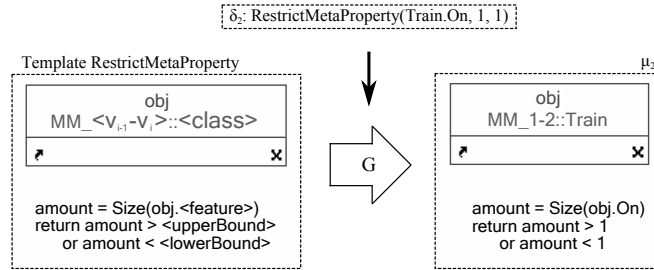 δ₂: RestrictMetaProperty(Train.On, 1, 1)
Template RestrictMetaProperty
obj
MM_<vᵢ₋₁-vᵢ>::<class>
amount = Size(obj.<feature>)
return amount > <upperBound>
or amount < <lowerBound>
G
μ₂
obj
MM_1-2::Train
amount = Size(obj.On)
return amount > 1
or amount < 1